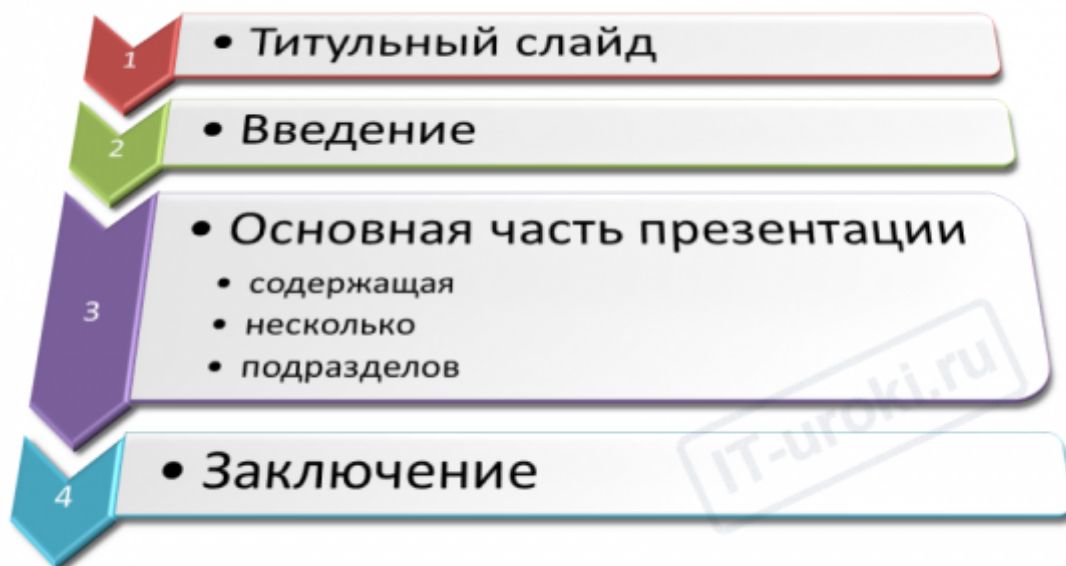 1
• Титульный слайд
2
• Введение
3
• Основная часть презентации
• содержащая
• несколько
• подразделов
4
• Заключение
IT-uroki.ru